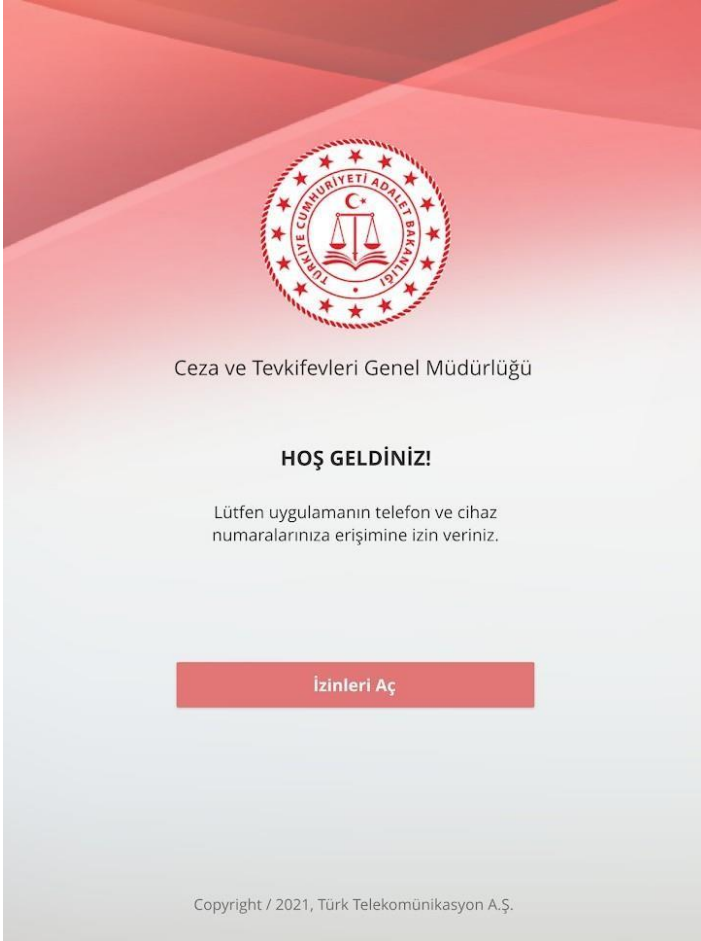 TÜRKİYE CUMHURİYETİ ADALET BAKANLIĞI
Ceza ve Tevkifevleri Genel Müdürlüğü
HOŞ GELDİNİZ!
Lütfen uygulamanın telefon ve cihaz
numaralarınıza erişimine izin veriniz.
İzinleri Aç
Copyright / 2021, Türk Telekomünikasyon A.Ş.